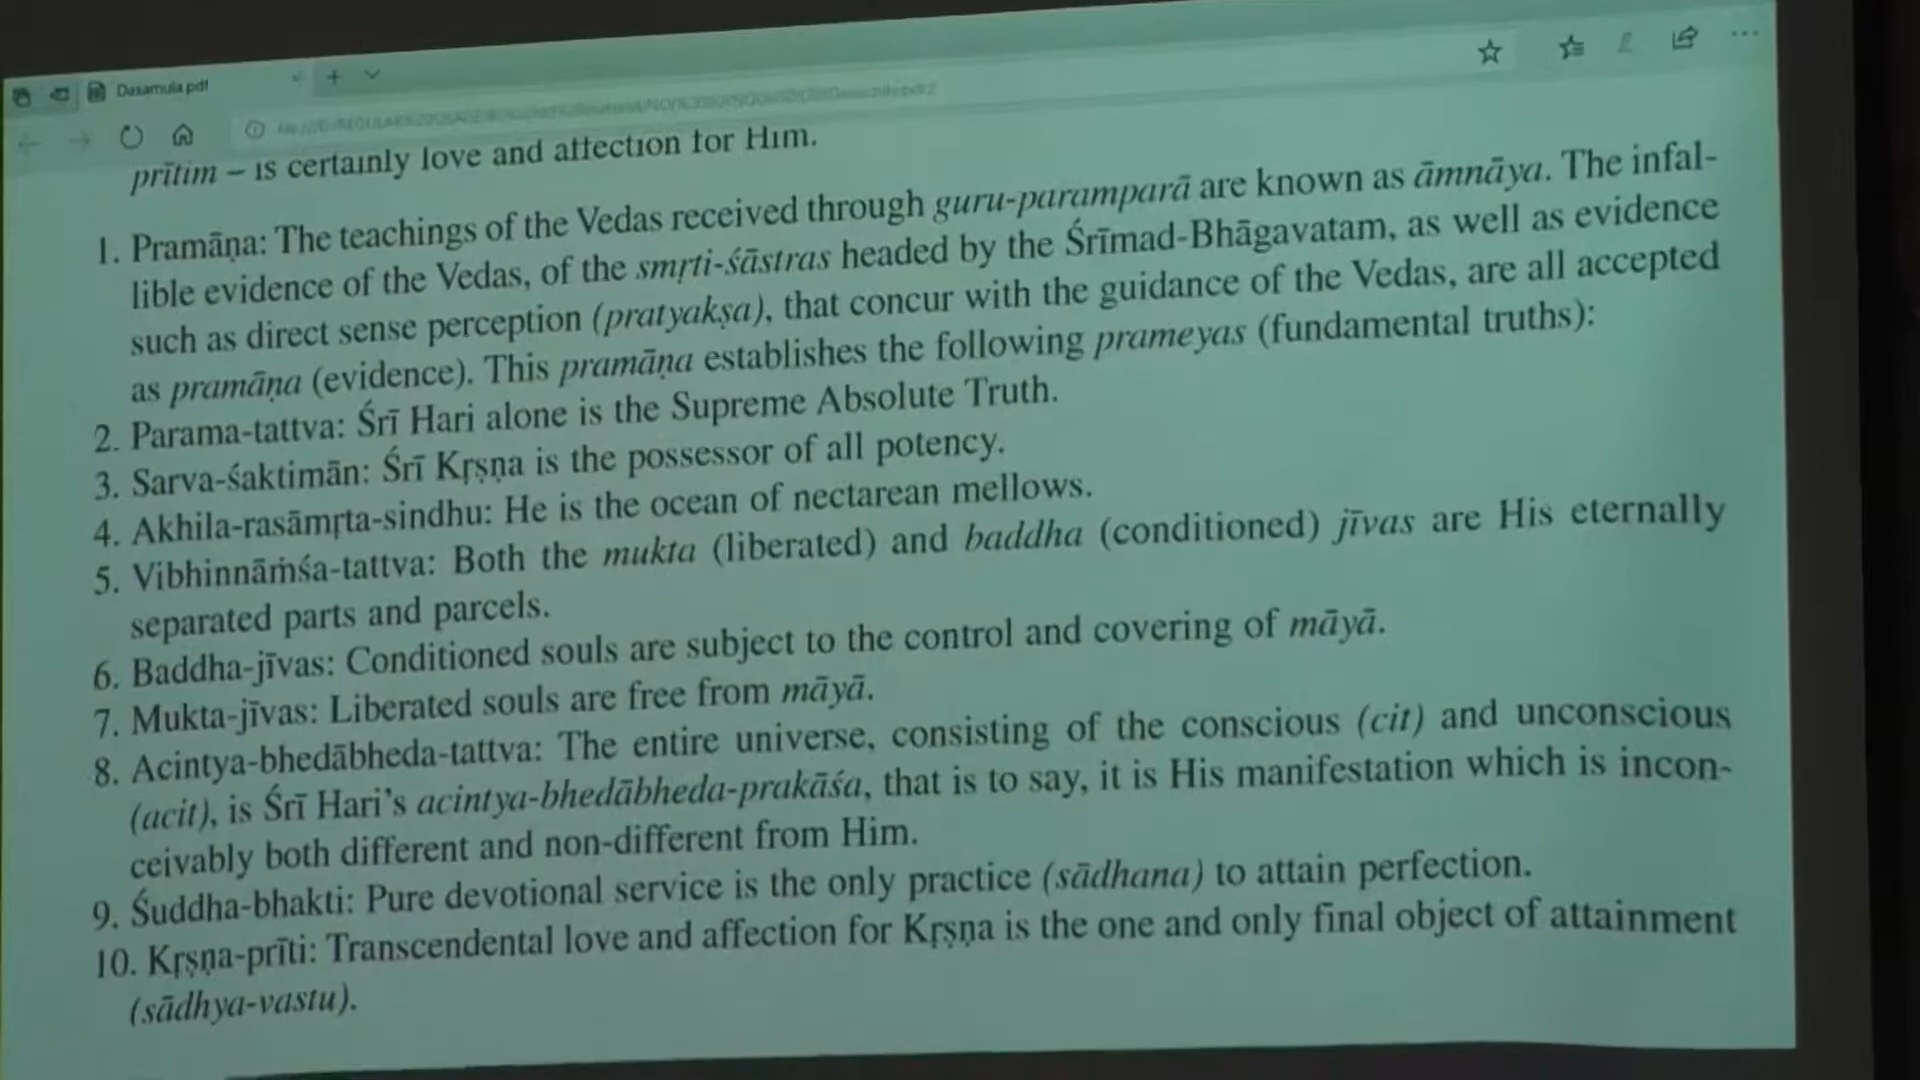 Dasamula.pdf
prītim – is certainly love and affection for Him.
1. Pramāṇa: The teachings of the Vedas received through guru-paramparā are known as āmnāya. The infal-
lible evidence of the Vedas, of the smṛti-śāstras headed by the Śrīmad-Bhāgavatam, as well as evidence
such as direct sense perception (pratyakṣa), that concur with the guidance of the Vedas, are all accepted
as pramāṇa (evidence). This pramāṇa establishes the following prameyas (fundamental truths):
2. Parama-tattva: Śrī Hari alone is the Supreme Absolute Truth.
3. Sarva-śaktimān: Śrī Kṛṣṇa is the possessor of all potency.
4. Akhila-rasāmṛta-sindhu: He is the ocean of nectarean mellows.
5. Vibhinnāṁśa-tattva: Both the mukta (liberated) and baddha (conditioned) jīvas are His eternally
separated parts and parcels.
6. Baddha-jīvas: Conditioned souls are subject to the control and covering of māyā.
7. Mukta-jīvas: Liberated souls are free from māyā.
8. Acintya-bhedābheda-tattva: The entire universe, consisting of the conscious (cit) and unconscious
(acit), is Śrī Hari's acintya-bhedābheda-prakāśa, that is to say, it is His manifestation which is incon-
ceivably both different and non-different from Him.
9. Śuddha-bhakti: Pure devotional service is the only practice (sādhana) to attain perfection.
10. Kṛṣṇa-prīti: Transcendental love and affection for Kṛṣṇa is the one and only final object of attainment
(sādhya-vastu).